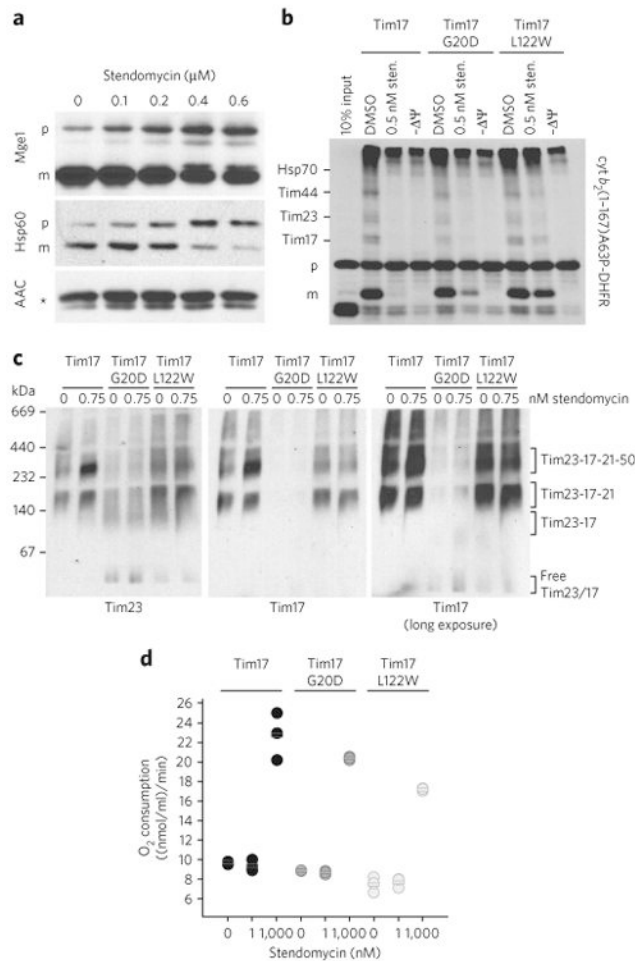 a
Stendomycin (μM)
0 0.1 0.2 0.4 0.6
Mge1
p
m
Hsp60
p
m
AAC
*
b
Tim17 Tim17 G20D Tim17 L122W
10% input
DMSO
0.5 nM sten.
-ΔΨ
DMSO
0.5 nM sten.
-ΔΨ
DMSO
0.5 nM sten.
-ΔΨ
Hsp70
Tim44
Tim23
Tim17
p
m
cyt b2(1–167)A63P-DHFR
c
Tim17 Tim17 G20D Tim17 L122W
Tim17 Tim17 G20D Tim17 L122W
Tim17 Tim17 G20D Tim17 L122W
kDa
0 0.75 0 0.75 0 0.75
0 0.75 0 0.75 0 0.75
0 0.75 0 0.75 0 0.75
nM stendomycin
669
440
232
140
67
Tim23-17-21-50
Tim23-17-21
Tim23-17
Free
Tim23/17
Tim23
Tim17
Tim17
(long exposure)
d
Tim17 Tim17 G20D Tim17 L122W
O2 consumption
((nmol/ml)/min)
26
24
22
20
18
16
14
12
10
8
6
0 1 1,000 0 1 1,000 0 1 1,000
Stendomycin (nM)